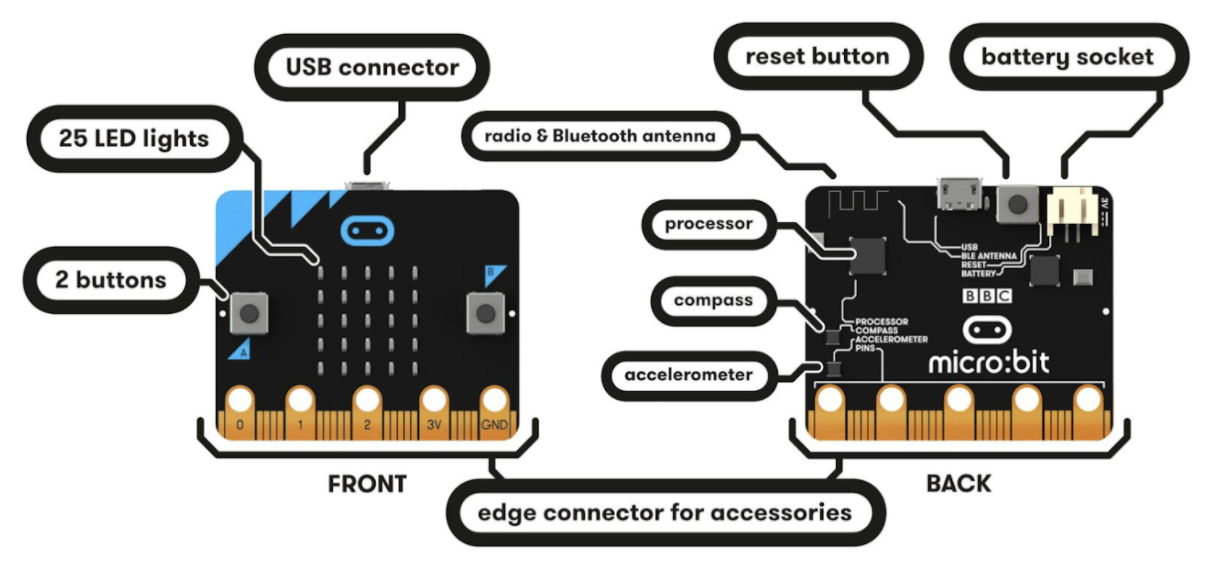 USB connector
reset button
battery socket
25 LED lights
radio & Bluetooth antenna
2 buttons
processor
compass
accelerometer
B
A
0 1 2 3V GND
3V
USB
BLE ANTENNA
RESET
BATTERY
BBC
PROCESSOR
COMPASS
ACCELEROMETER
PINS
micro:bit
FRONT
BACK
edge connector for accessories